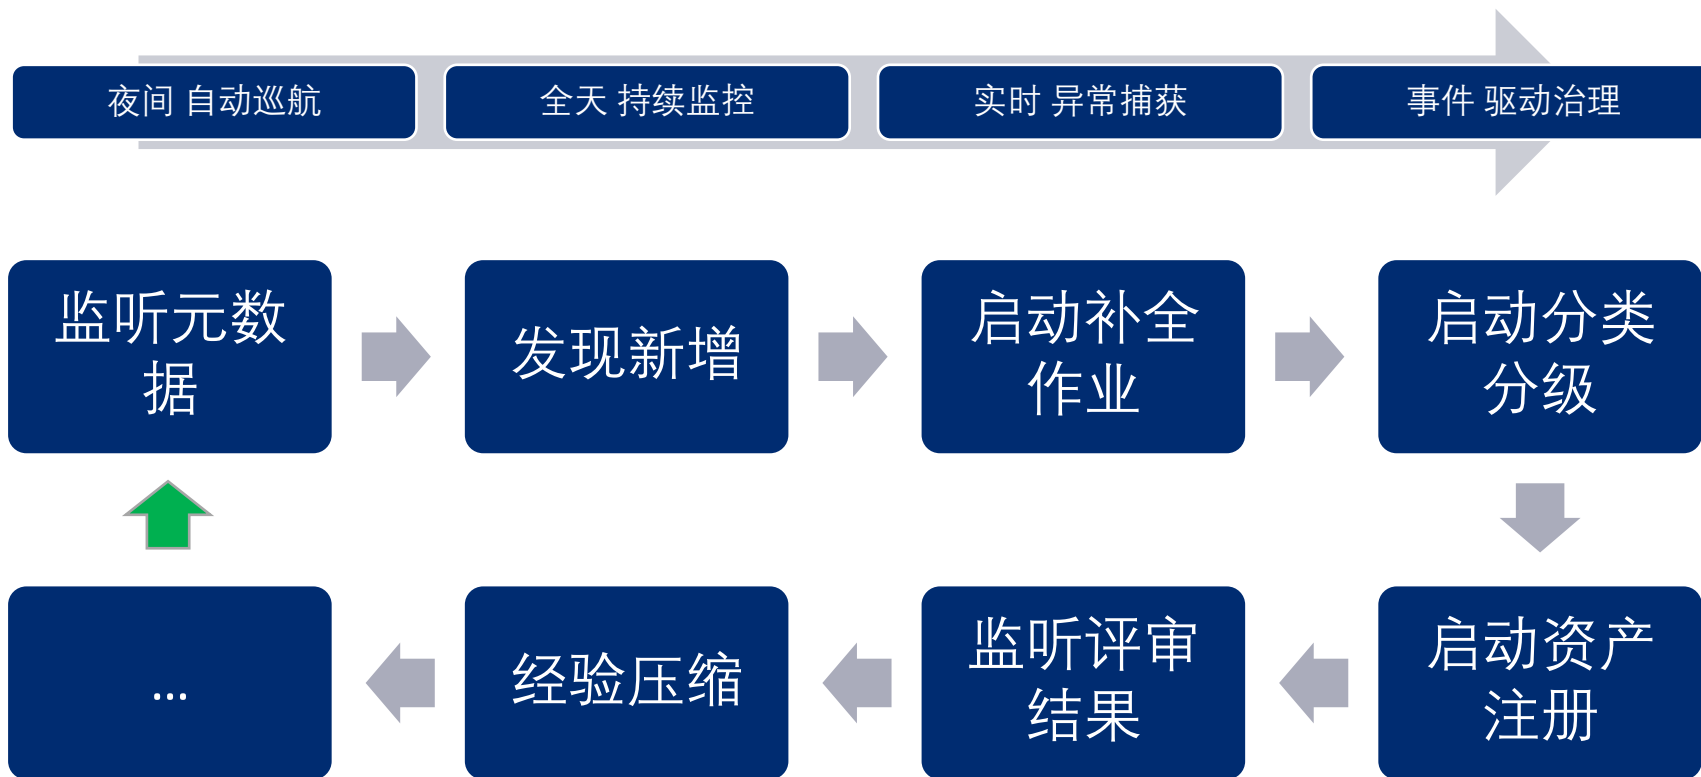 夜间 自动巡航
全天 持续监控
实时 异常捕获
事件 驱动治理
监听元数
据
发现新增
启动补全
作业
启动分类
分级
启动资产
注册
监听评审
结果
经验压缩
...